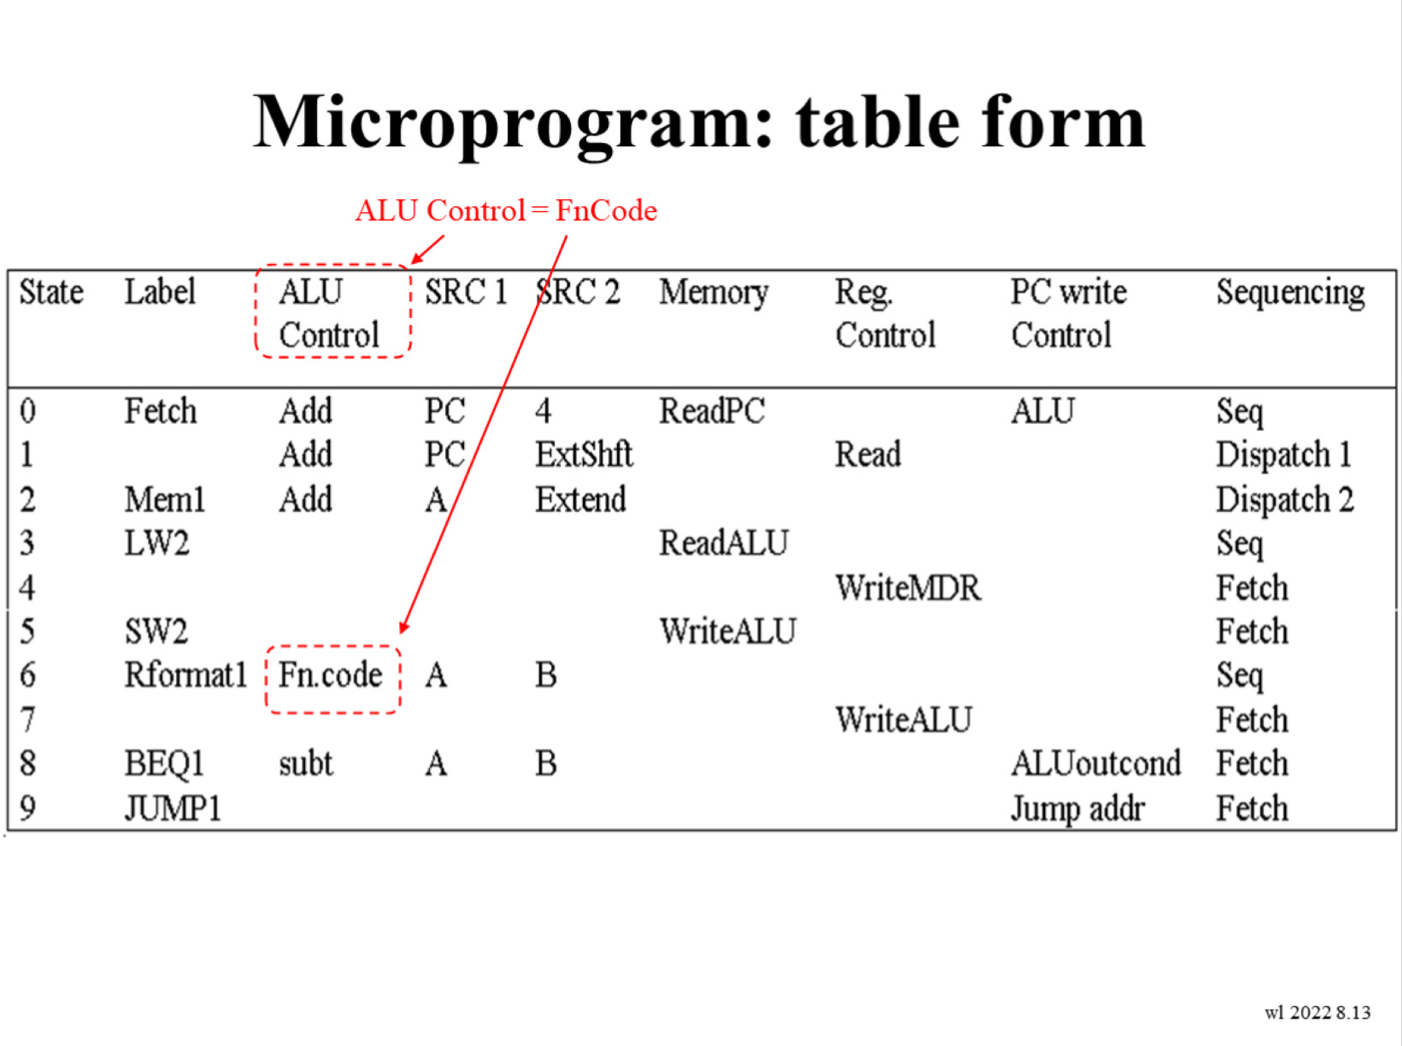 Microprogram: table form
ALU Control = FnCode
State Label ALU Control SRC 1 SRC 2 Memory Reg. Control PC write Control Sequencing
0 Fetch Add PC 4 ReadPC ALU Seq
1 Add PC ExtShft Read Dispatch 1
2 Mem1 Add A Extend Dispatch 2
3 LW2 ReadALU Seq
4 WriteMDR Fetch
5 SW2 WriteALU Fetch
6 Rformat1 Fn.code A B Seq
7 WriteALU Fetch
8 BEQ1 subt A B ALUoutcond Fetch
9 JUMP1 Jump addr Fetch
wl 2022 8.13